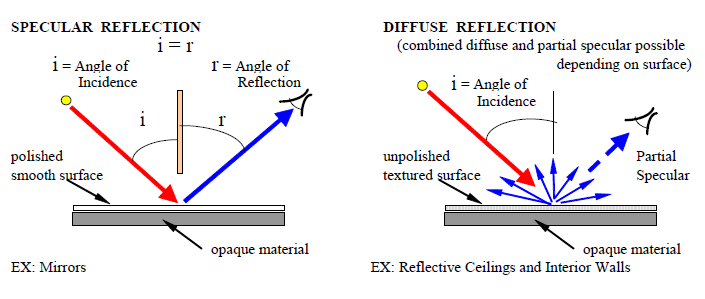 SPECULAR REFLECTION
i = r
i = Angle of
Incidence
r = Angle of
Reflection
i
r
polished
smooth surface
opaque material
EX: Mirrors
DIFFUSE REFLECTION
(combined diffuse and partial specular possible
depending on surface)
i = Angle of
Incidence
unpolished
textured surface
Partial
Specular
opaque material
EX: Reflective Ceilings and Interior Walls